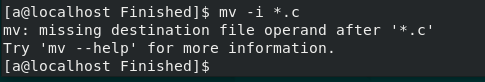 [a@localhost Finished]$ mv -i *.c
mv: missing destination file operand after '*.c'
Try 'mv --help' for more information.
[a@localhost Finished]$